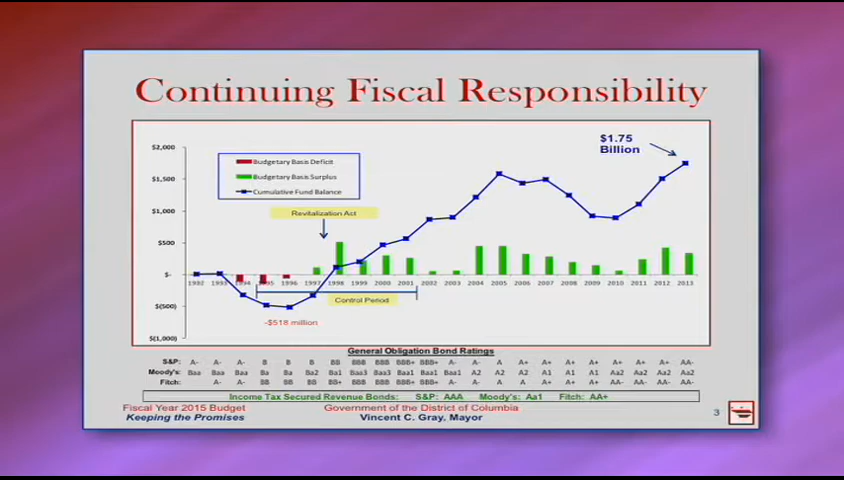 Continuing Fiscal Responsibility
$1.75
Billion
$2,000
$1,500
$1,000
$500
$-
$(500)
$(1,000)
Budgetary Basis Deficit
Budgetary Basis Surplus
Cumulative Fund Balance
Revitalization Act
1992 1993 1994 1995 1996 1997 1998 1999 2000 2001 2002 2003 2004 2005 2006 2007 2008 2009 2010 2011 2012 2013
Control Period
-$518 million
General Obligation Bond Ratings
S&P: A- A- A- B B B BB BBB BBB BBB+ BBB+ A- A- A A+ A+ A+ A+ A+ A+ A+ AA-
Moody's: Baa Baa Baa Ba Ba Ba2 Ba1 Baa3 Baa3 Baa1 Baa1 Baa1 A2 A2 A2 A1 A1 A1 Aa2 Aa2 Aa2 Aa2
Fitch: A- A- BB BB BB BB+ BBB BBB BBB+ BBB+ A- A- A A A+ A+ A+ AA- AA- AA- AA-
Income Tax Secured Revenue Bonds: S&P: AAA Moody's: Aa1 Fitch: AA+
Fiscal Year 2015 Budget
Keeping the Promises
Government of the District of Columbia
Vincent C. Gray, Mayor
3